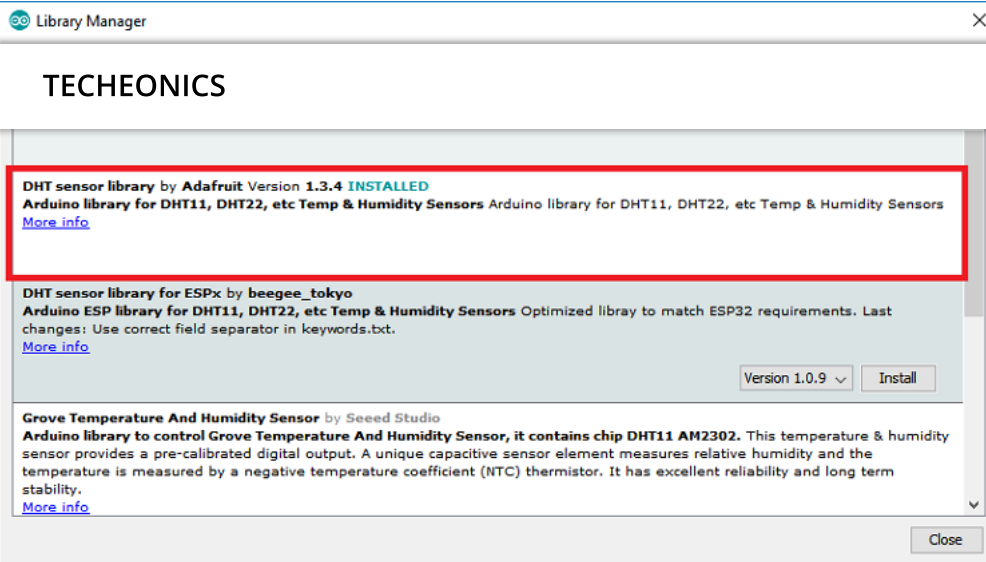 Library Manager
TECHEONICS
DHT sensor library by Adafruit Version 1.3.4 INSTALLED
Arduino library for DHT11, DHT22, etc Temp & Humidity Sensors Arduino library for DHT11, DHT22, etc Temp & Humidity Sensors
More info
DHT sensor library for ESPx by beegee_tokyo
Arduino ESP library for DHT11, DHT22, etc Temp & Humidity Sensors Optimized libray to match ESP32 requirements. Last
changes: Use correct field separator in keywords.txt.
More info
Version 1.0.9 Install
Grove Temperature And Humidity Sensor by Seeed Studio
Arduino library to control Grove Temperature And Humidity Sensor, it contains chip DHT11 AM2302. This temperature & humidity
sensor provides a pre-calibrated digital output. A unique capacitive sensor element measures relative humidity and the
temperature is measured by a negative temperature coefficient (NTC) thermistor. It has excellent reliability and long term
stability.
More info
Close